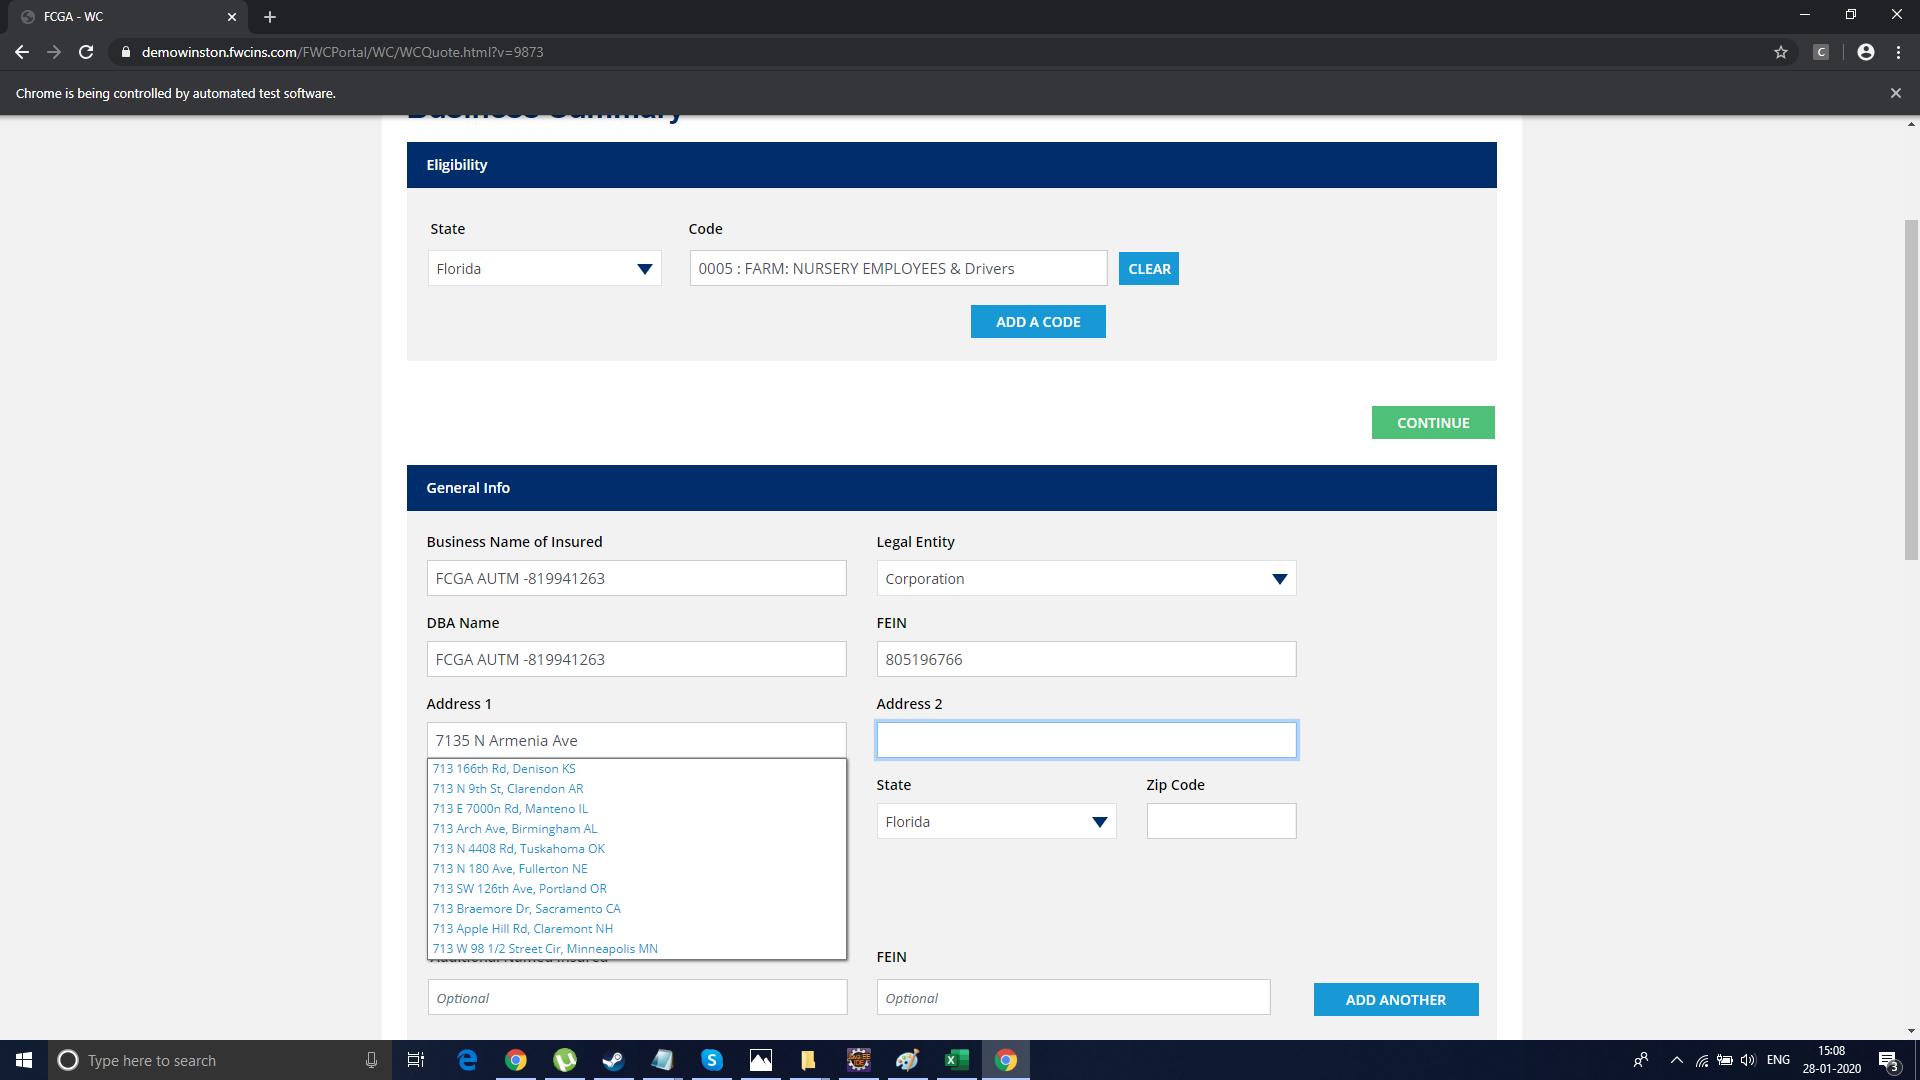 FCGA - WC
demowinston.fwcins.com/FWCPortal/WC/WCQuote.html?v=9873
C
Chrome is being controlled by automated test software.
Business Summary
Eligibility
State
Code
Florida
0005 : FARM: NURSERY EMPLOYEES & Drivers
CLEAR
ADD A CODE
CONTINUE
General Info
Business Name of Insured
Legal Entity
FCGA AUTM -819941263
Corporation
DBA Name
FEIN
FCGA AUTM -819941263
805196766
Address 1
Address 2
7135 N Armenia Ave
713 166th Rd, Denison KS
713 N 9th St, Clarendon AR
713 E 7000n Rd, Manteno IL
713 Arch Ave, Birmingham AL
713 N 4408 Rd, Tuskahoma OK
713 N 180 Ave, Fullerton NE
713 SW 126th Ave, Portland OR
713 Braemore Dr, Sacramento CA
713 Apple Hill Rd, Claremont NH
713 W 98 1/2 Street Cir, Minneapolis MN
State
Zip Code
Florida
Additional Named Insured
FEIN
Optional
Optional
ADD ANOTHER
Type here to search
ENG
15:08
28-01-2020
3